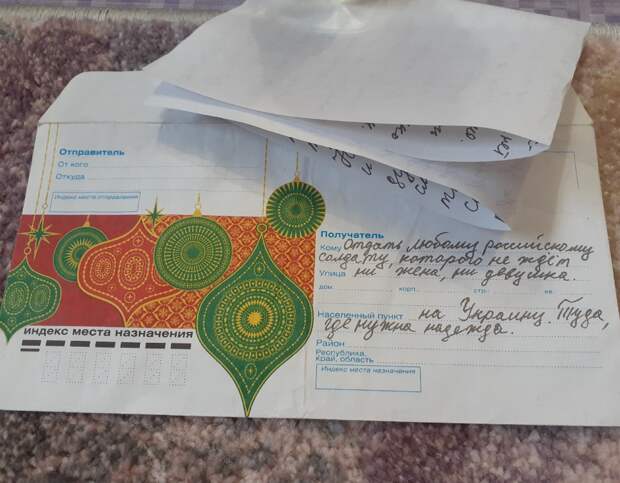 Отправитель
От кого
Откуда
Индекс места отправления
Получатель
Кому Отдать любому российскому
солдату, которого не ждёт
Улица ни жена, ни девушка.
дом корп. стр. кв.
Населенный пункт на Украину. Туда,
где нужна надежда.
Район
Республика,
край, область
Индекс места назначения
индекс места назначения